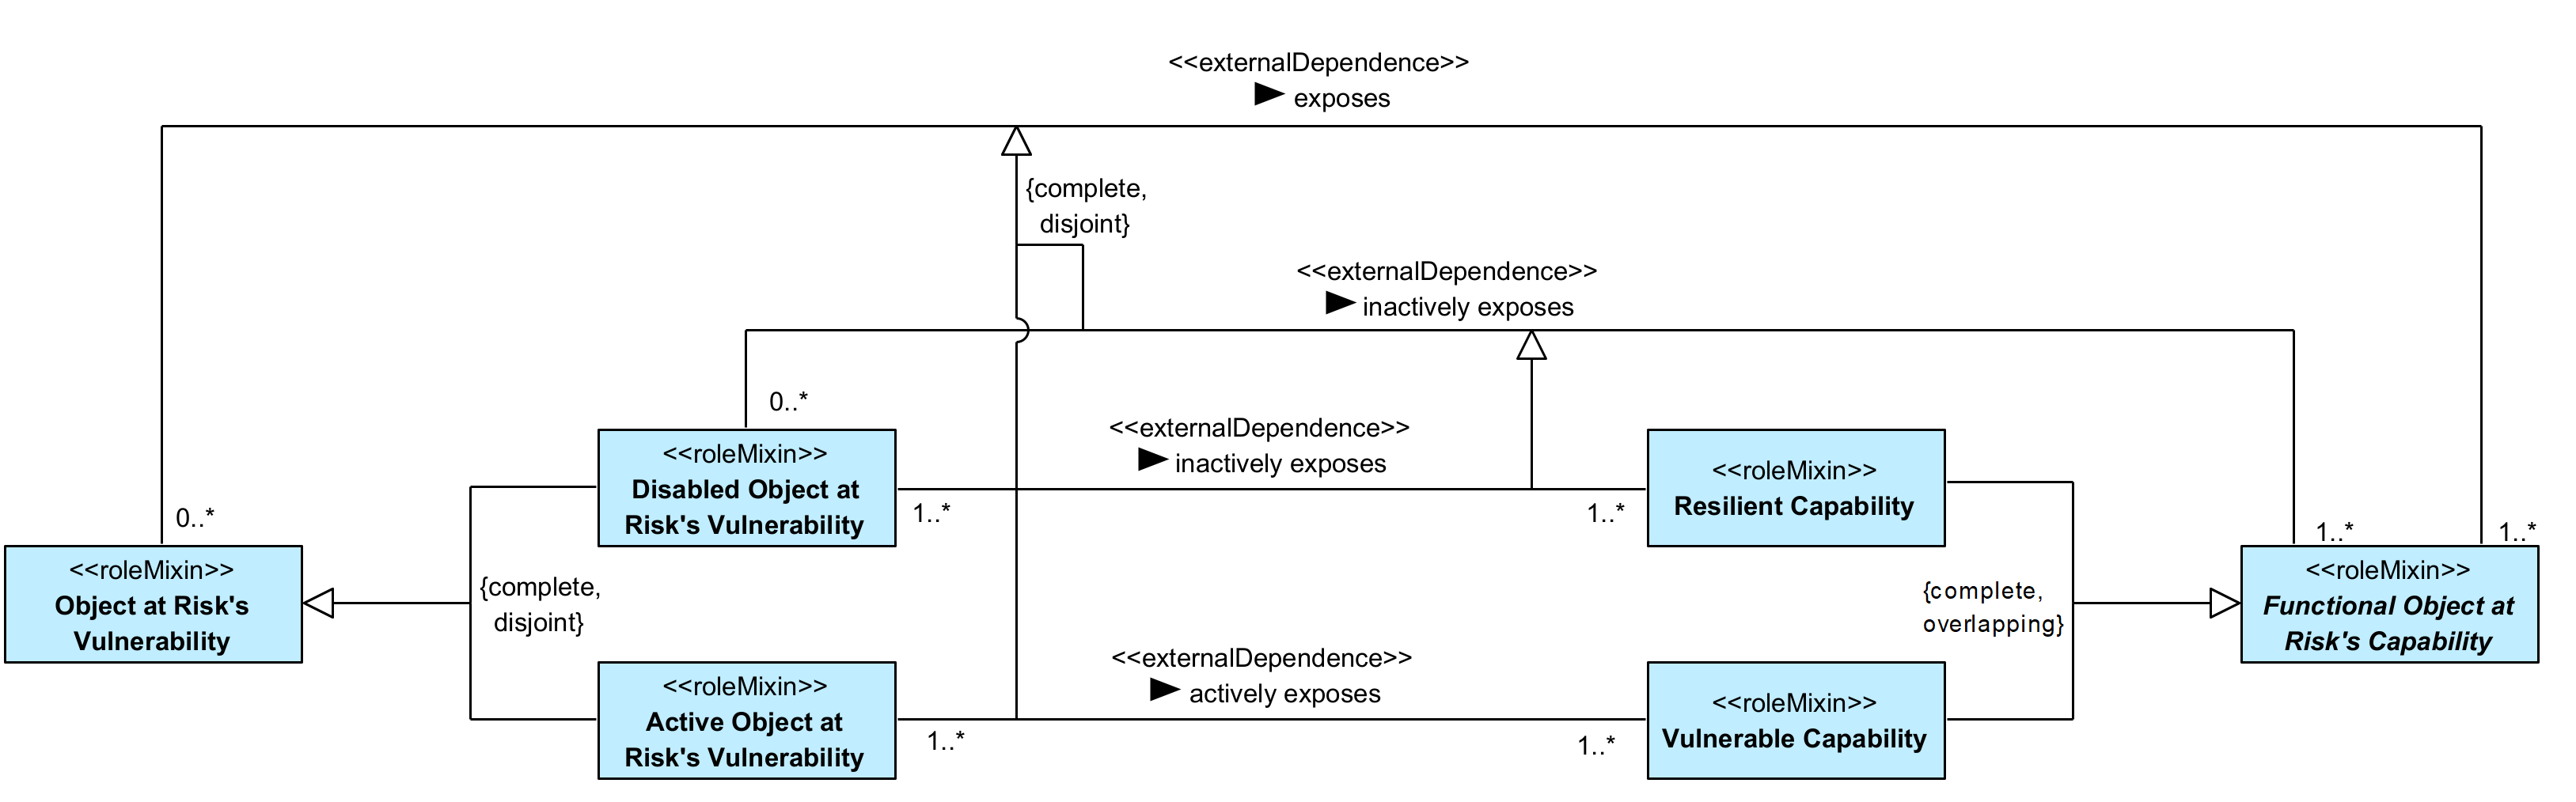 <<externalDependence>>
exposes
{complete,
disjoint}
<<externalDependence>>
inactively exposes
0..*
<<externalDependence>>
inactively exposes
<<roleMixin>>
Disabled Object at
Risk's Vulnerability
1..*
1..*
<<roleMixin>>
Resilient Capability
0..*
1..*
1..*
<<roleMixin>>
Object at Risk's
Vulnerability
{complete,
disjoint}
{complete,
overlapping}
<<roleMixin>>
Functional Object at
Risk's Capability
<<externalDependence>>
actively exposes
<<roleMixin>>
Active Object at
Risk's Vulnerability
1..*
1..*
<<roleMixin>>
Vulnerable Capability